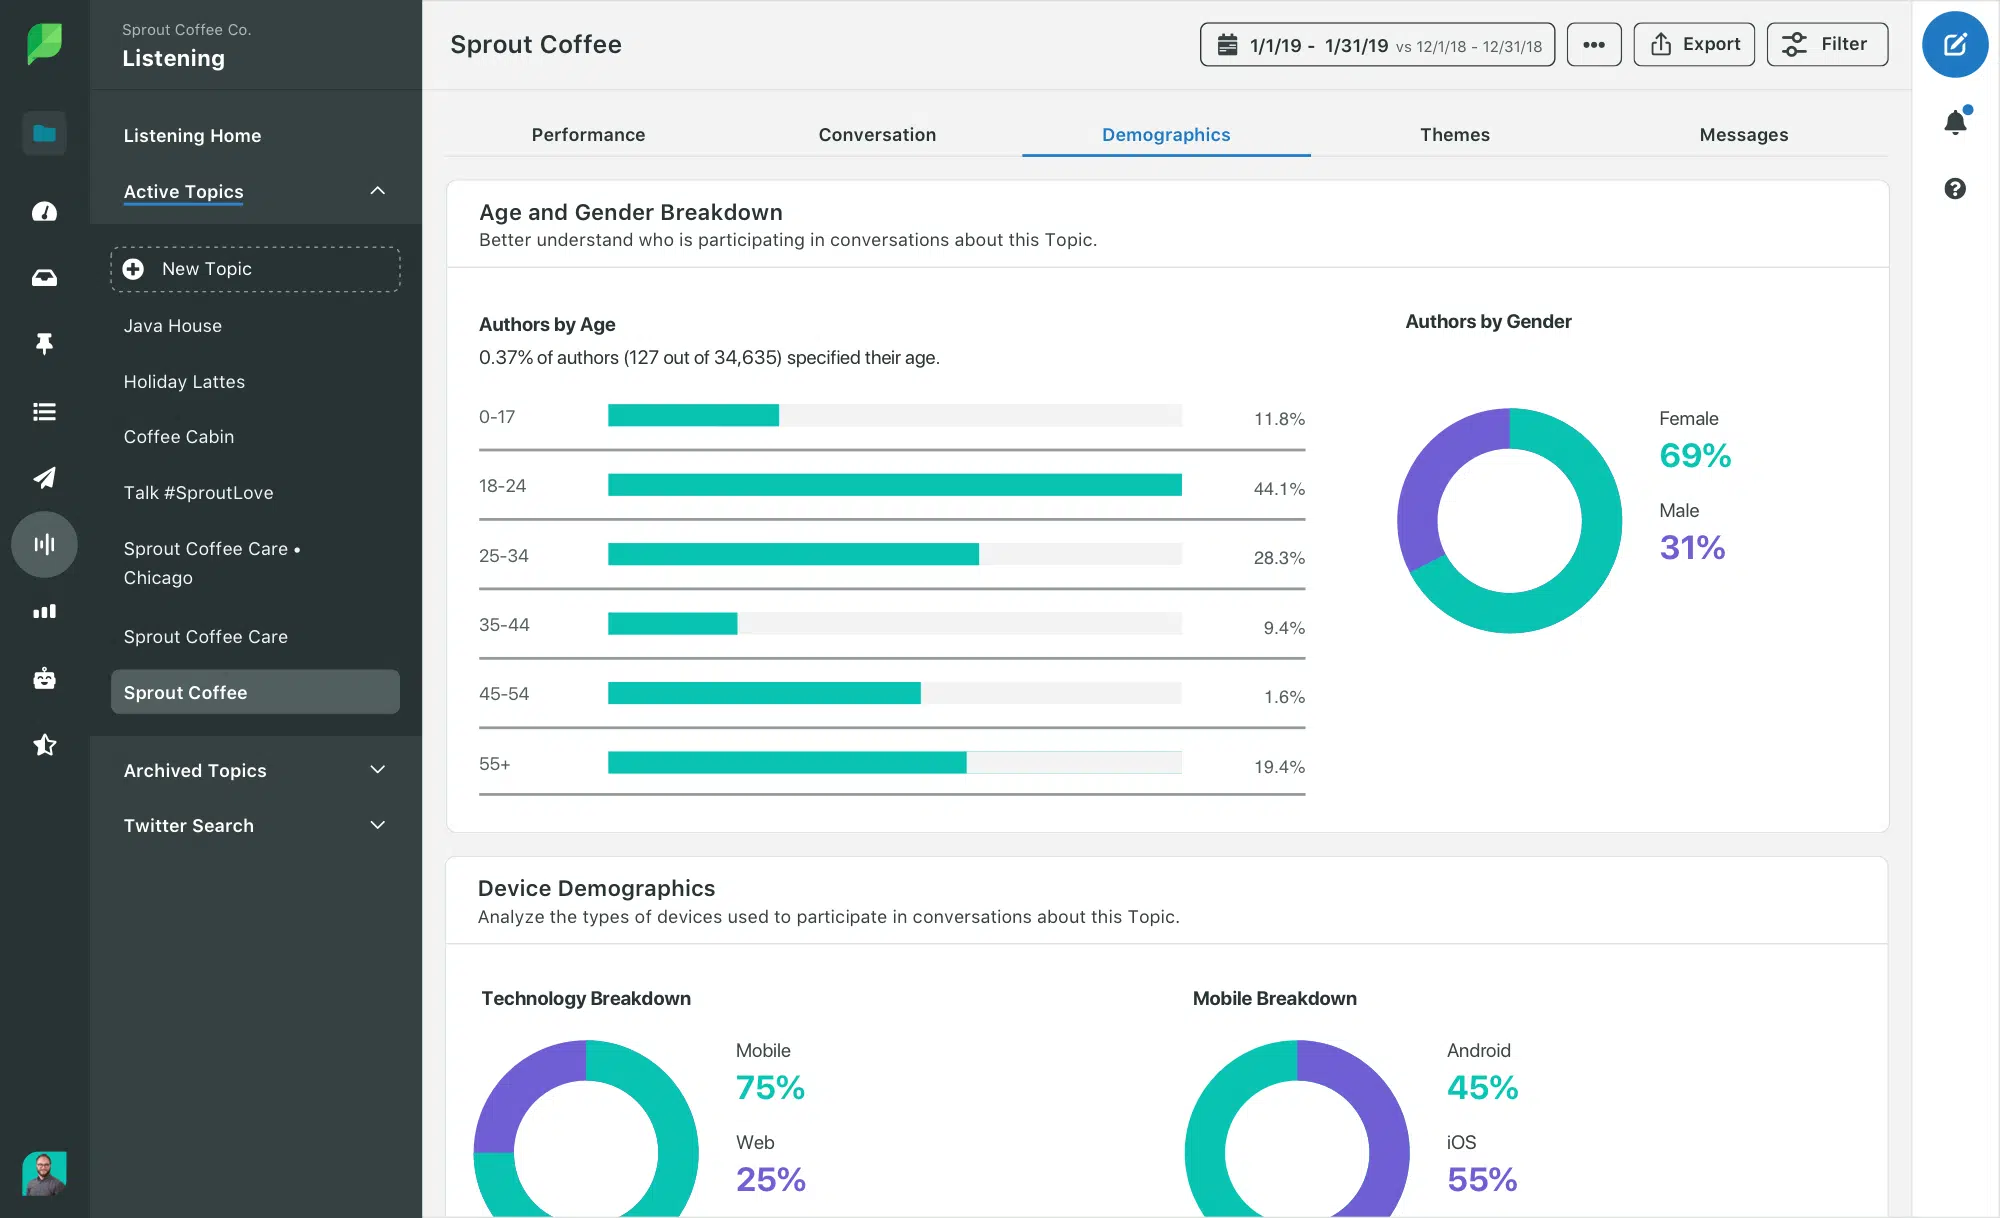 Sprout Coffee Co.
Listening
Listening Home
Active Topics
New Topic
Java House
Holiday Lattes
Coffee Cabin
Talk #SproutLove
Sprout Coffee Care •
Chicago
Sprout Coffee Care
Sprout Coffee
Archived Topics
Twitter Search
Sprout Coffee
1/1/19 - 1/31/19 vs 12/1/18 - 12/31/18
Export
Filter
Performance
Conversation
Demographics
Themes
Messages
Age and Gender Breakdown
Better understand who is participating in conversations about this Topic.
Authors by Age
0.37% of authors (127 out of 34,635) specified their age.
0-17 11.8%
18-24 44.1%
25-34 28.3%
35-44 9.4%
45-54 1.6%
55+ 19.4%
Authors by Gender
Female
69%
Male
31%
Device Demographics
Analyze the types of devices used to participate in conversations about this Topic.
Technology Breakdown
Mobile
75%
Web
25%
Mobile Breakdown
Android
45%
iOS
55%